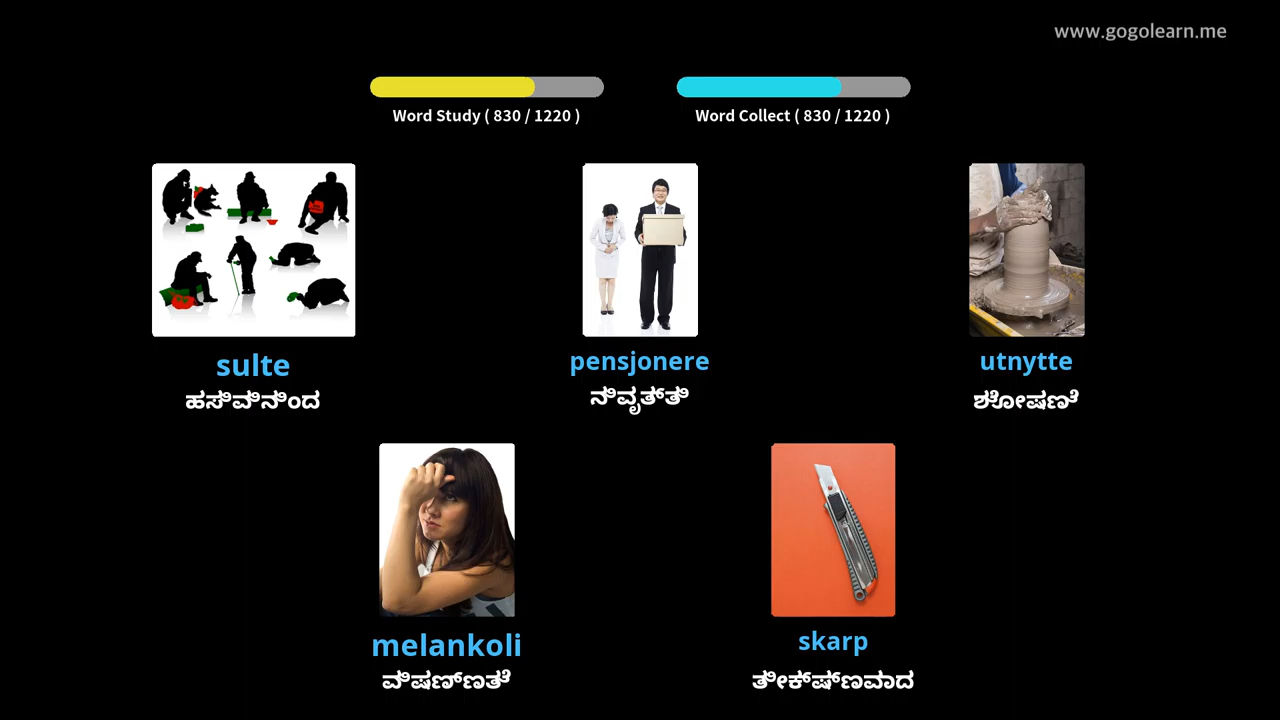 www.gogolearn.me
Word Study ( 830 / 1220 )
Word Collect ( 830 / 1220 )
sulte
ಹಸಿವಿನಿಂದ
pensjonere
ನಿವೃತ್ತಿ
utnytte
ಶೋಷಣೆ
melankoli
ವಿಷಣ್ಣತೆ
skarp
ತೀಕ್ಷ್ಣವಾದ